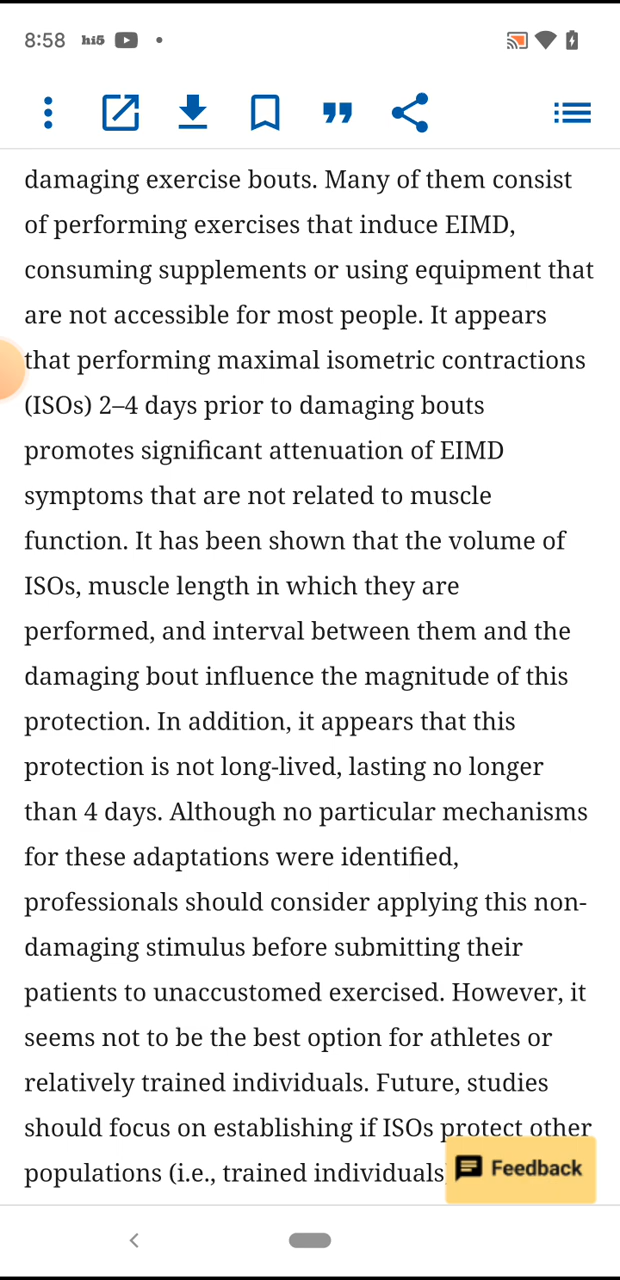 8:58 hi5
damaging exercise bouts. Many of them consist
of performing exercises that induce EIMD,
consuming supplements or using equipment that
are not accessible for most people. It appears
that performing maximal isometric contractions
(ISOs) 2–4 days prior to damaging bouts
promotes significant attenuation of EIMD
symptoms that are not related to muscle
function. It has been shown that the volume of
ISOs, muscle length in which they are
performed, and interval between them and the
damaging bout influence the magnitude of this
protection. In addition, it appears that this
protection is not long-lived, lasting no longer
than 4 days. Although no particular mechanisms
for these adaptations were identified,
professionals should consider applying this non-
damaging stimulus before submitting their
patients to unaccustomed exercised. However, it
seems not to be the best option for athletes or
relatively trained individuals. Future, studies
should focus on establishing if ISOs protect other
populations (i.e., trained individuals
Feedback